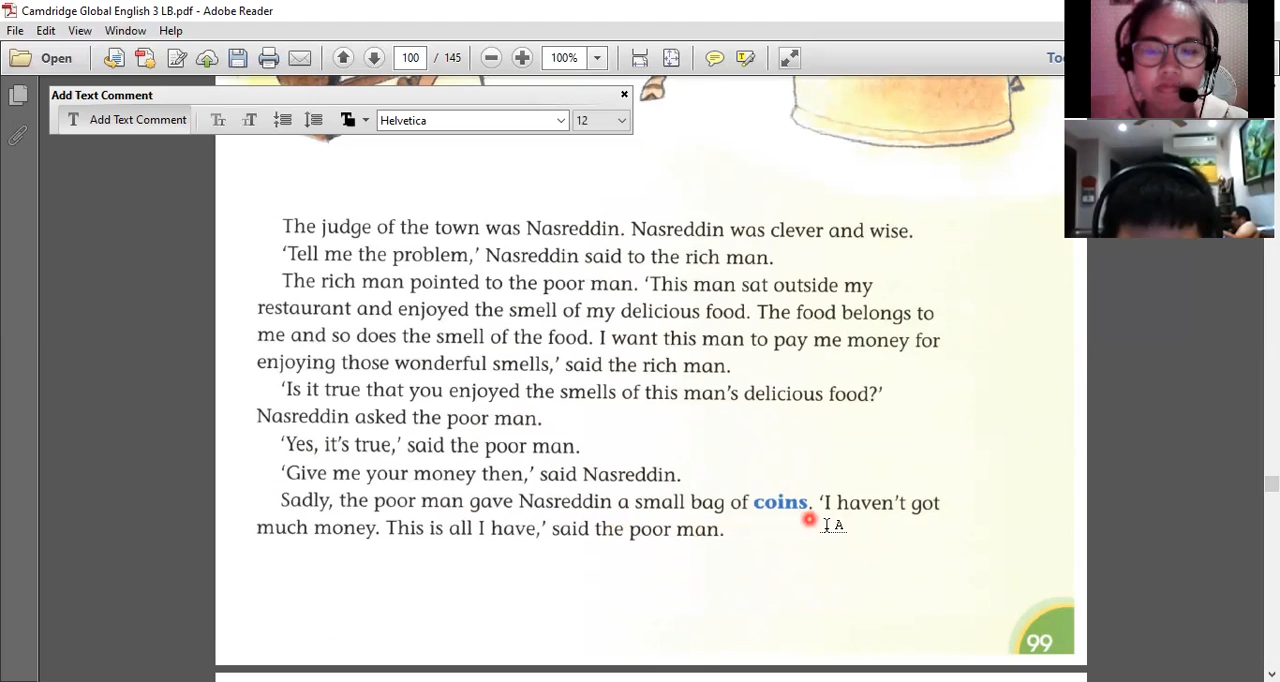 Camdridge Global English 3 LB.pdf - Adobe Reader
File Edit View Window Help
Open 100 / 145 100%
Add Text Comment
Add Text Comment Helvetica 12
The judge of the town was Nasreddin. Nasreddin was clever and wise.
‘Tell me the problem,’ Nasreddin said to the rich man.
The rich man pointed to the poor man. ‘This man sat outside my
restaurant and enjoyed the smell of my delicious food. The food belongs to
me and so does the smell of the food. I want this man to pay me money for
enjoying those wonderful smells,’ said the rich man.
‘Is it true that you enjoyed the smells of this man’s delicious food?’
Nasreddin asked the poor man.
‘Yes, it’s true,’ said the poor man.
‘Give me your money then,’ said Nasreddin.
Sadly, the poor man gave Nasreddin a small bag of coins. ‘I haven’t got
much money. This is all I have,’ said the poor man.
99